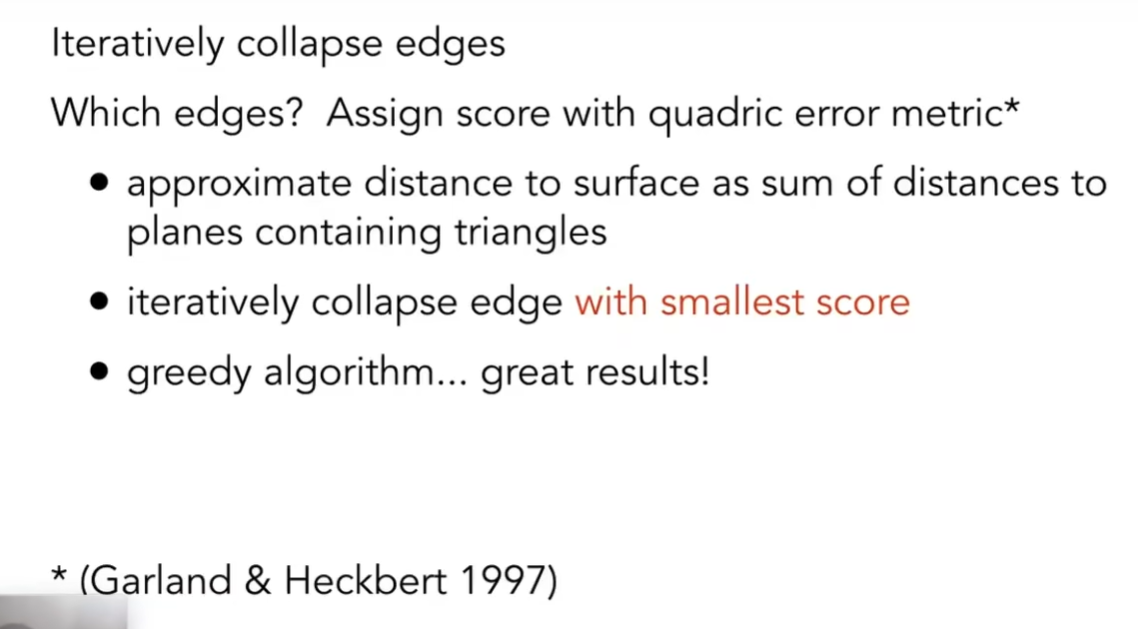 Iteratively collapse edges
Which edges?  Assign score with quadric error metric*
● approximate distance to surface as sum of distances to
planes containing triangles
● iteratively collapse edge with smallest score
● greedy algorithm... great results!
* (Garland & Heckbert 1997)